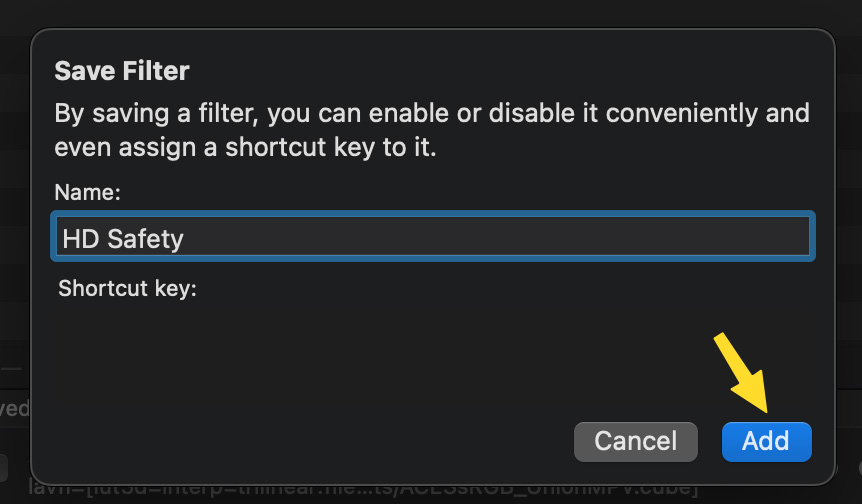 Save Filter
By saving a filter, you can enable or disable it conveniently and
even assign a shortcut key to it.
Name:
HD Safety
Shortcut key:
ved
Cancel
Add